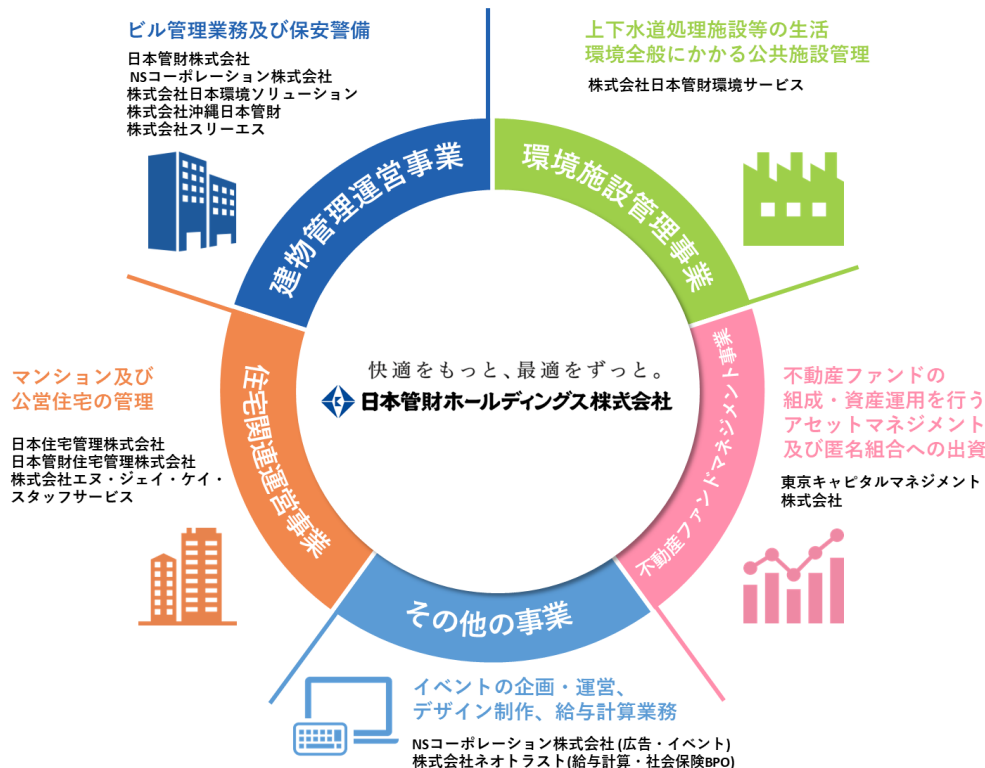 ビル管理業務及び保安警備
日本管財株式会社
NSコーポレーション株式会社
株式会社日本環境ソリューション
株式会社沖縄日本管財
株式会社スリーエス
上下水道処理施設等の生活
環境全般にかかる公共施設管理
株式会社日本管財環境サービス
建物管理運営事業
環境施設管理事業
快適をもっと、最適をずっと。
日本管財ホールディングス株式会社
マンション及び
公営住宅の管理
日本住宅管理株式会社
日本管財住宅管理株式会社
株式会社エヌ・ジェイ・ケイ・
スタッフサービス
住宅関連運営事業
不動産ファンドマネジメント事業
不動産ファンドの
組成・資産運用を行う
アセットマネジメント
及び匿名組合への出資
東京キャピタルマネジメント
株式会社
その他の事業
イベントの企画・運営、
デザイン制作、給与計算業務
NSコーポレーション株式会社 (広告・イベント)
株式会社ネオトラスト(給与計算・社会保険BPO)